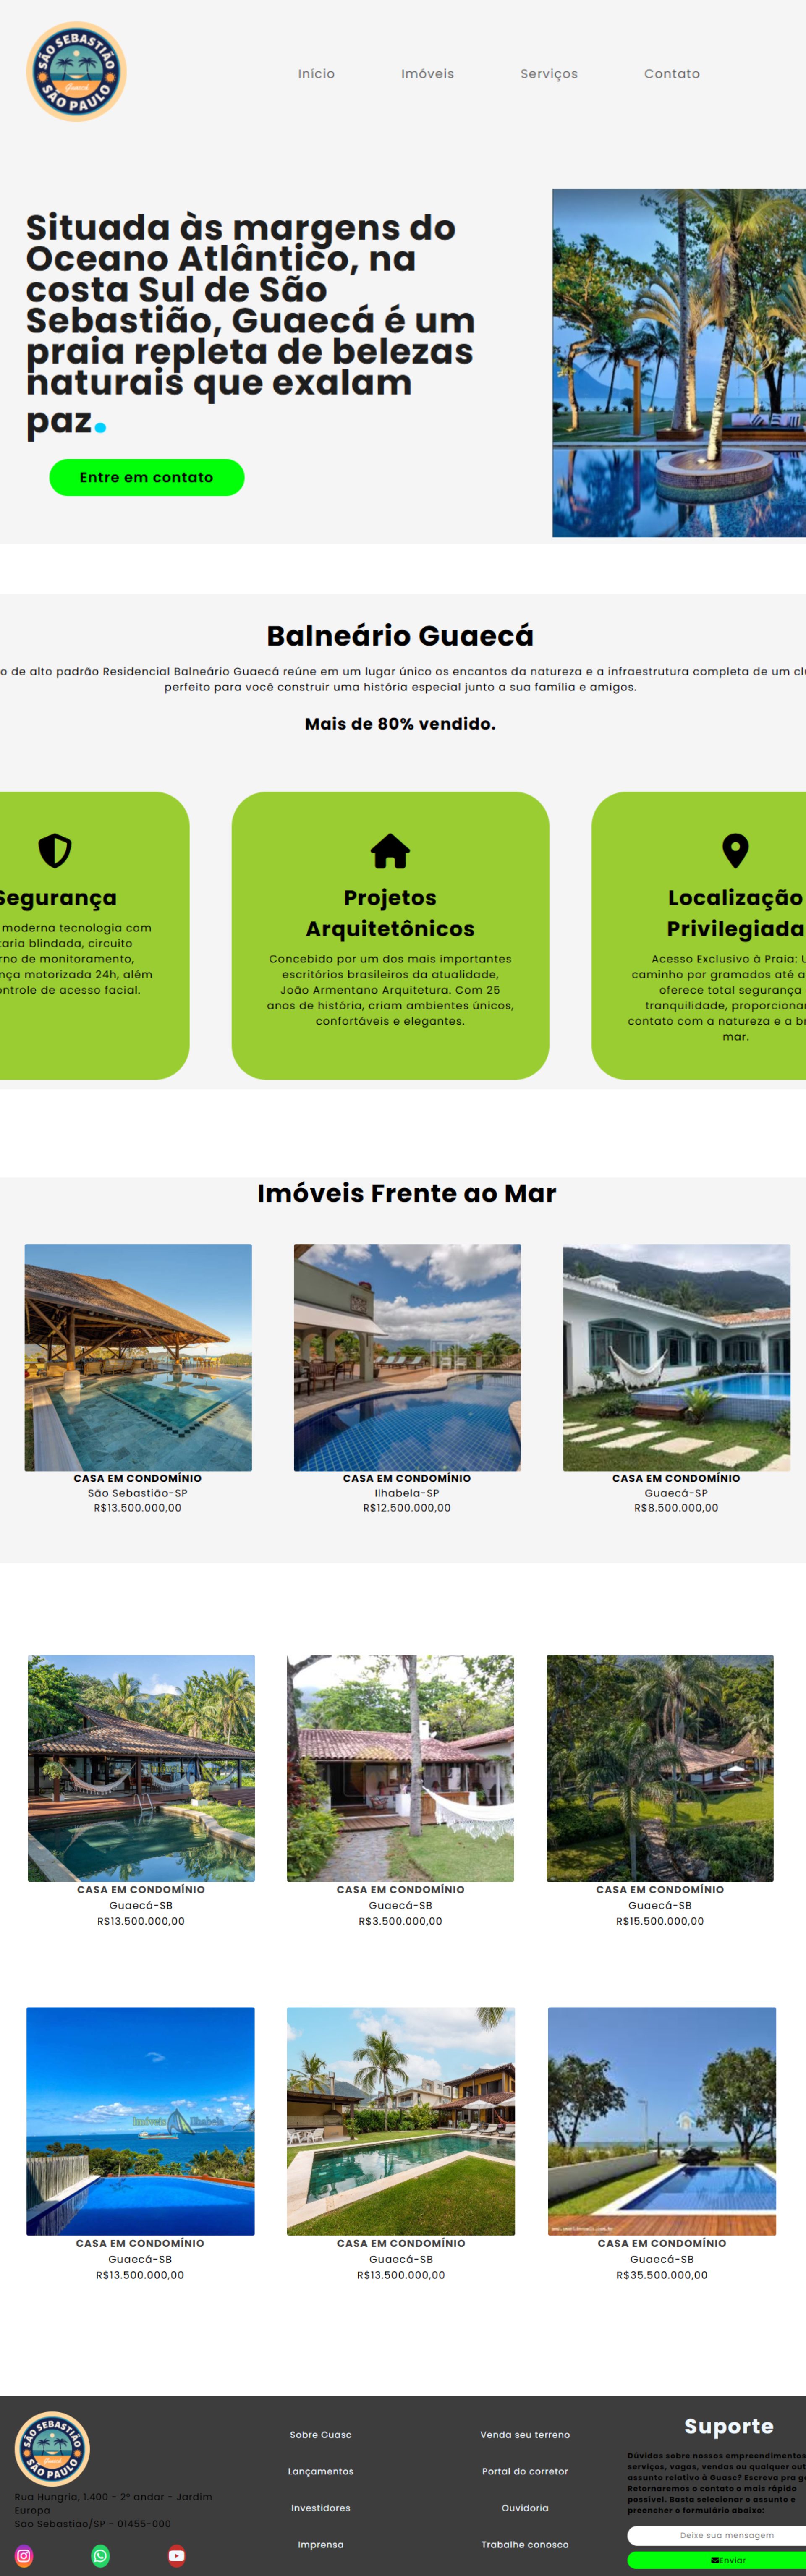 SÃO SEBASTIÃO
Guaecá
SÃO PAULO
Início
Imóveis
Serviços
Contato
Situada às margens do
Oceano Atlântico, na
costa Sul de São
Sebastião, Guaecá é um
praia repleta de belezas
naturais que exalam
paz.
Entre em contato
Balneário Guaecá
o de alto padrão Residencial Balneário Guaecá reúne em um lugar único os encantos da natureza e a infraestrutura completa de um
perfeito para você construir uma história especial junto a sua família e amigos.
Mais de 80% vendido.
Segurança
moderna tecnologia com
blindada, circuito
de monitoramento,
motorizada 24h, além
de acesso facial.
Projetos
Arquitetônicos
Concebido por um dos mais importantes
escritórios brasileiros da atualidade,
João Armentano Arquitetura. Com 25
anos de história, criam ambientes únicos,
confortáveis e elegantes.
Localização
Privilegiada
Acesso Exclusivo à Praia:
caminho por gramados até a
oferece total segurança
tranquilidade,
contato com a natureza e a
mar.
Imóveis Frente ao Mar
CASA EM CONDOMÍNIO
São Sebastião-SP
R$13.500.000,00
CASA EM CONDOMÍNIO
Ilhabela-SP
R$12.500.000,00
CASA EM CONDOMÍNIO
Guaecá-SP
R$8.500.000,00
CASA EM CONDOMÍNIO
Guaecá-SB
R$13.500.000,00
CASA EM CONDOMÍNIO
Guaecá-SB
R$3.500.000,00
CASA EM CONDOMÍNIO
Guaecá-SB
R$15.500.000,00
Imóveis Ilhabela
CASA EM CONDOMÍNIO
Guaecá-SB
R$13.500.000,00
CASA EM CONDOMÍNIO
Guaecá-SB
R$13.500.000,00
CASA EM CONDOMÍNIO
Guaecá-SB
R$35.500.000,00
SÃO SEBASTIÃO
Guaecá
SÃO PAULO
Rua Hungria, 1.400 - 2º andar - Jardim
Europa
São Sebastião/SP - 01455-000
Sobre Guasc
Lançamentos
Investidores
Imprensa
Venda seu terreno
Portal do corretor
Ouvidoria
Trabalhe conosco
Suporte
Dúvidas sobre nossos empreendimentos
serviços, vagas, vendas ou qualquer
assunto relativo à Guasc? Escreva pra
Retornaremos o contato o mais rápido
possível. Basta selecionar o assunto e
preencher o formulário abaixo:
Deixe sua mensagem
Enviar